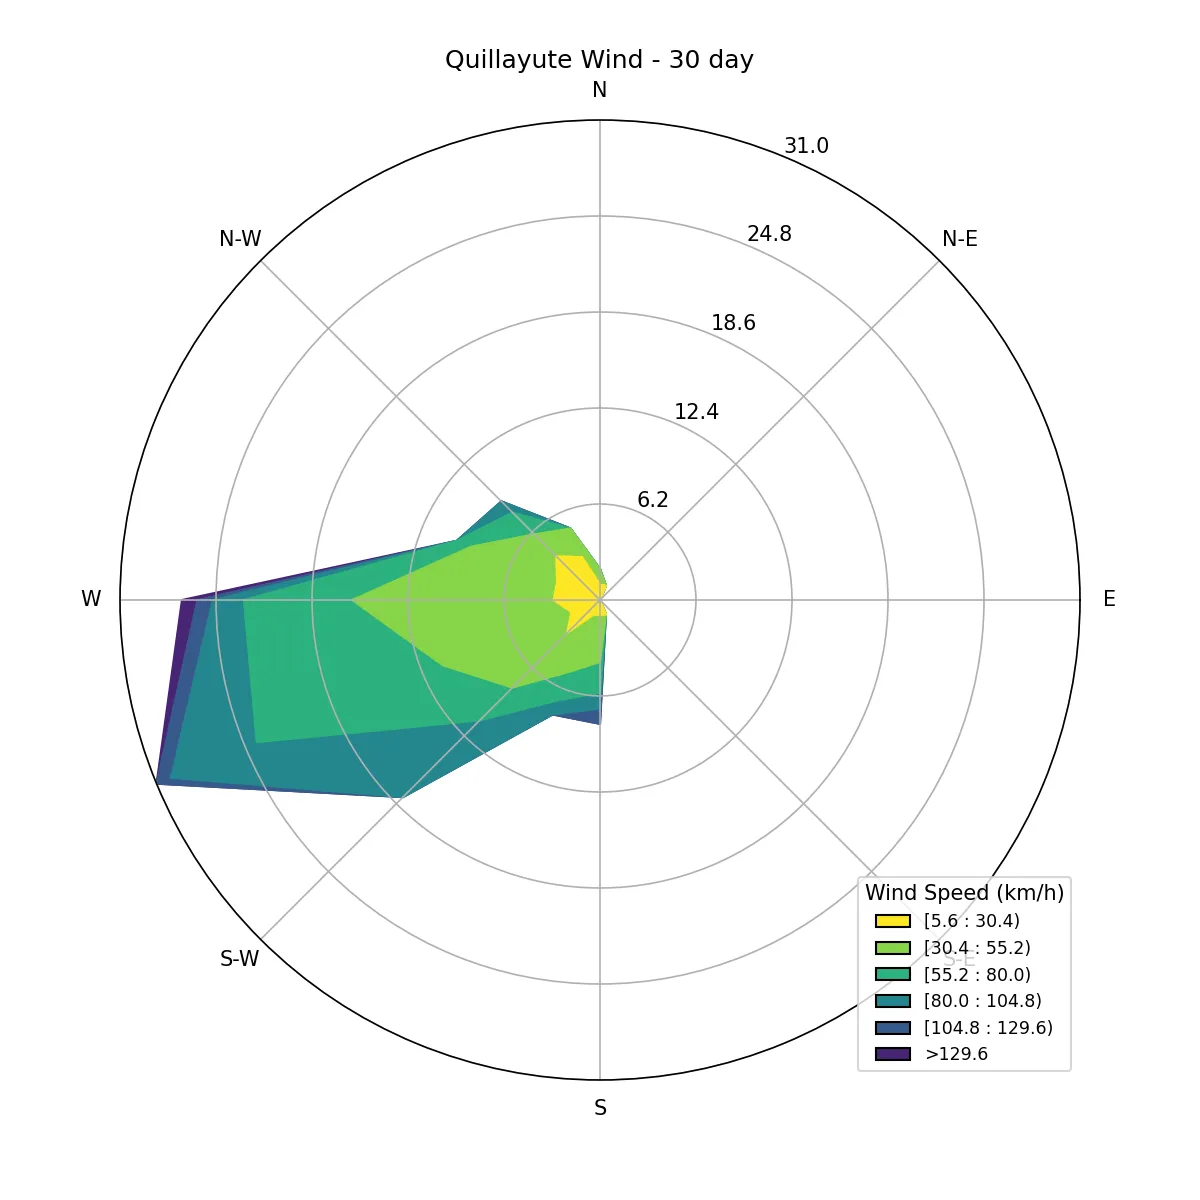 Quillayute Wind - 30 day
N
31.0
N-W
24.8
N-E
18.6
12.4
6.2
W
E
S-W
S-E
S
Wind Speed (km/h)
[5.6 : 30.4)
[30.4 : 55.2)
[55.2 : 80.0)
[80.0 : 104.8)
[104.8 : 129.6)
>129.6